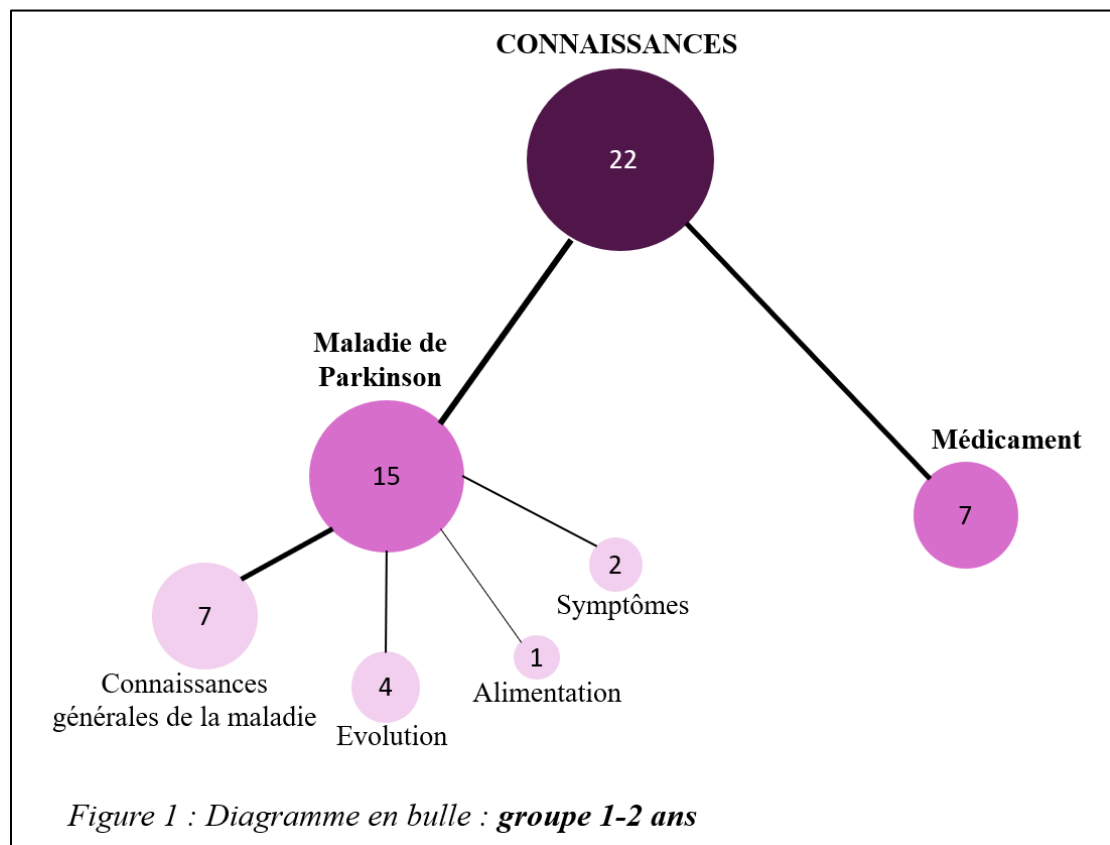 CONNAISSANCES
22
Maladie de
Parkinson
15
Médicament
7
2
Symptômes
7
Connaissances
générales de la maladie
1
Alimentation
4
Evolution
Figure 1 : Diagramme en bulle : groupe 1-2 ans